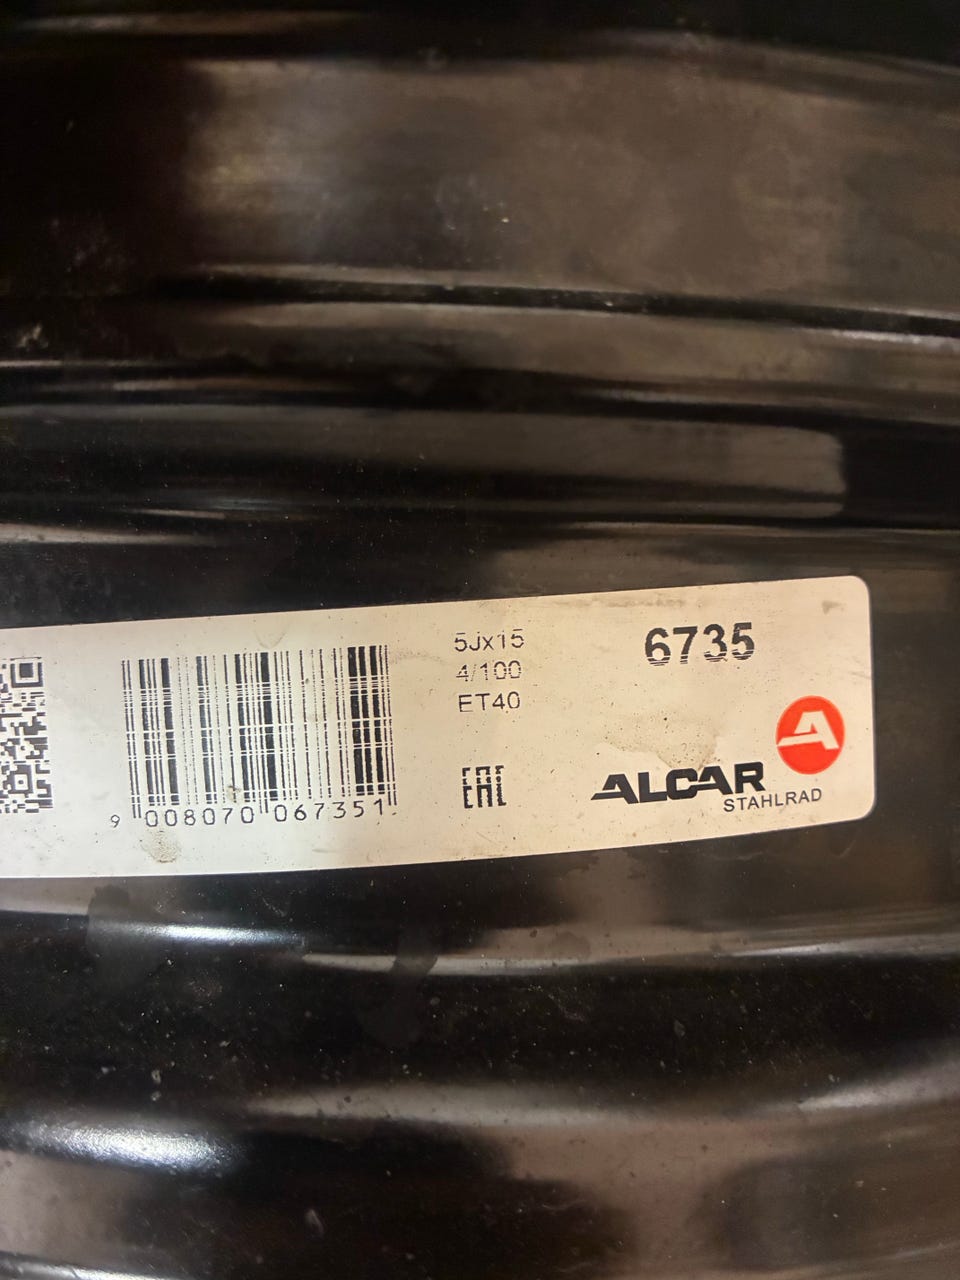 5Jx15
4/100
ET40
6735
EAC
A
ALCAR
STAHLRAD
9 008070 067351